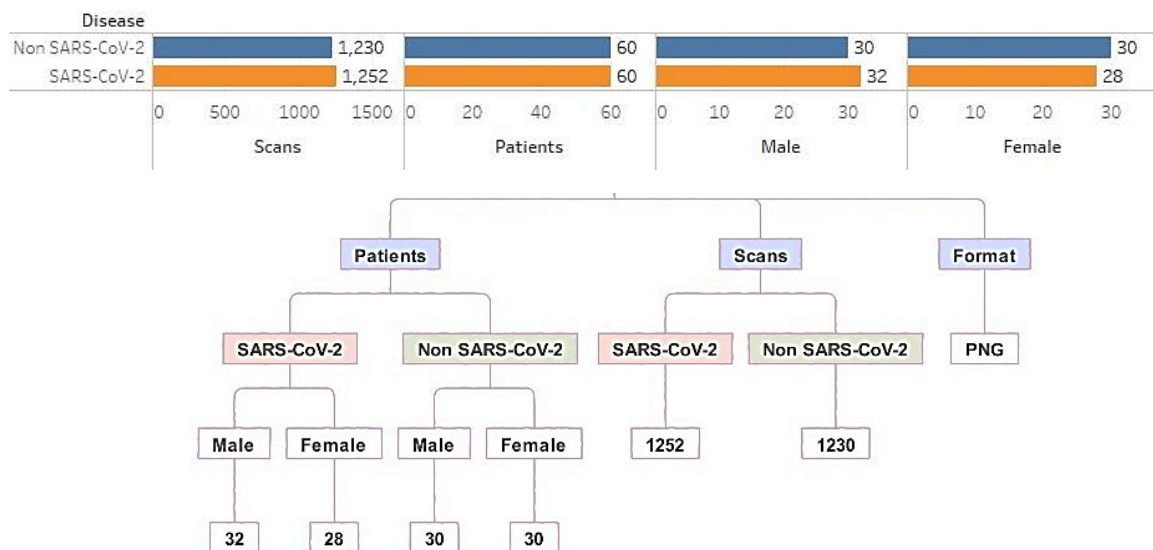 Disease
Non SARS-CoV-2 1,230 60 30 30
SARS-CoV-2 1,252 60 32 28
0 500 1000 1500 0 20 40 60 0 10 20 30 0 10 20 30
Scans Patients Male Female
Patients Scans Format
SARS-CoV-2 Non SARS-CoV-2 SARS-CoV-2 Non SARS-CoV-2 PNG
Male Female Male Female 1252 1230
32 28 30 30